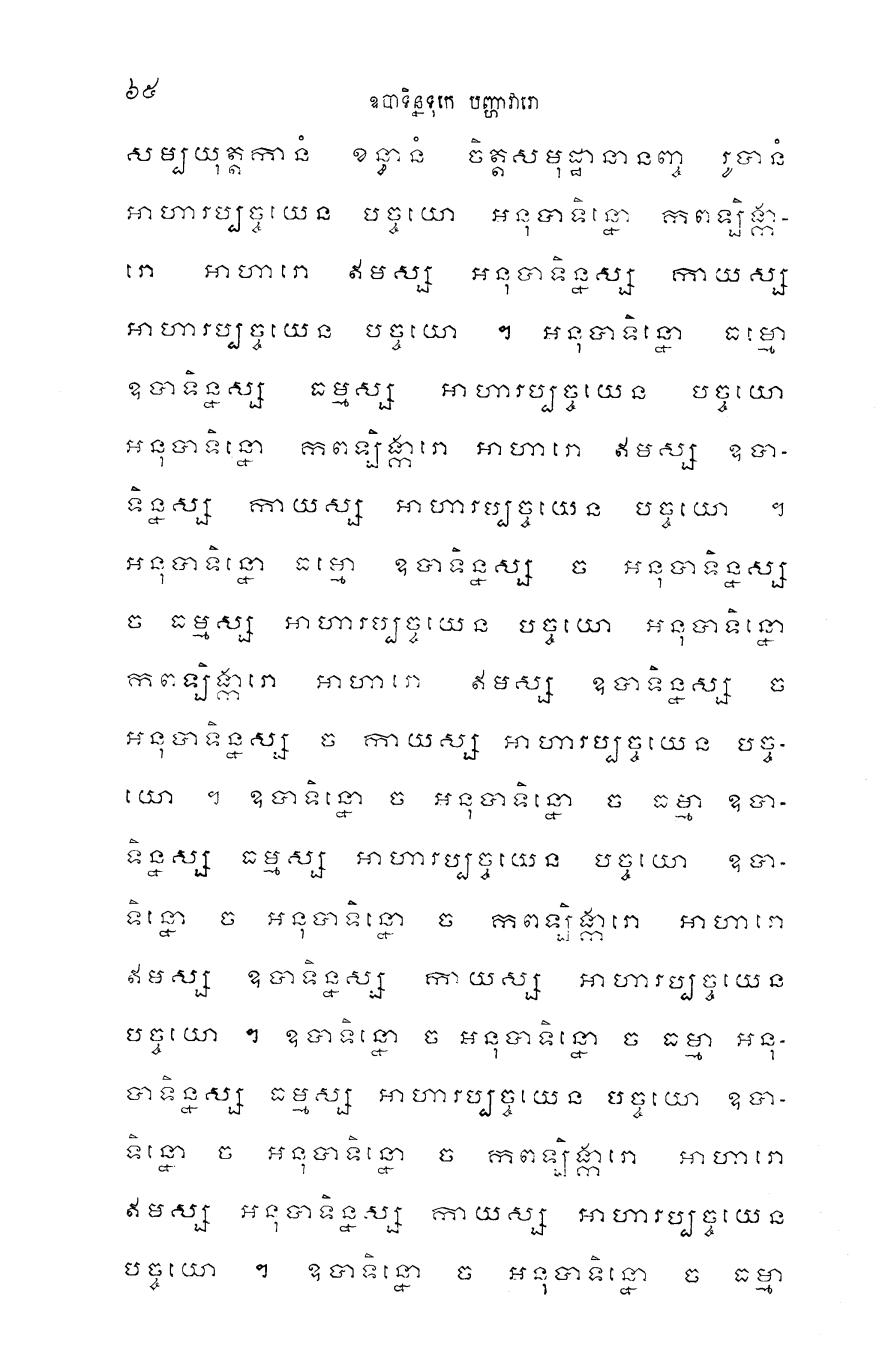 ៦៥
ឧបាទិន្នទុកេ បញ្ហាវារោ
សម្បយុត្តកានំ ខន្ធានំ ចិត្តសមុដ្ឋានានញ្ច រូបានំ
អាហារប្បច្ចយេន បច្ចយោ អនុបាទិន្នោ កពឡិង្កា-
រោ អាហារោ ឥមស្ស អនុបាទិន្នស្ស កាយស្ស
អាហារប្បច្ចយេន បច្ចយោ ។ អនុបាទិន្នោ ធម្មោ
ឧបាទិន្នស្ស ធម្មស្ស អាហារប្បច្ចយេន បច្ចយោ
អនុបាទិន្នោ កពឡិង្ការោ អាហារោ ឥមស្ស ឧបា-
ទិន្នស្ស កាយស្ស អាហារប្បច្ចយេន បច្ចយោ ។
អនុបាទិន្នោ ធម្មោ ឧបាទិន្នស្ស ច អនុបាទិន្នស្ស
ច ធម្មស្ស អាហារប្បច្ចយេន បច្ចយោ អនុបាទិន្នោ
កពឡិង្ការោ អាហារោ ឥមស្ស ឧបាទិន្នស្ស ច
អនុបាទិន្នស្ស ច កាយស្ស អាហារប្បច្ចយេន បច្ច-
យោ ។ ឧបាទិន្នោ ច អនុបាទិន្នោ ច ធម្មា ឧបា-
ទិន្នស្ស ធម្មស្ស អាហារប្បច្ចយេន បច្ចយោ ឧបា-
ទិន្នោ ច អនុបាទិន្នោ ច កពឡិង្ការោ អាហារោ
ឥមស្ស ឧបាទិន្នស្ស កាយស្ស អាហារប្បច្ចយេន
បច្ចយោ ។ ឧបាទិន្នោ ច អនុបាទិន្នោ ច ធម្មា អនុ-
បាទិន្នស្ស ធម្មស្ស អាហារប្បច្ចយេន បច្ចយោ ឧបា-
ទិន្នោ ច អនុបាទិន្នោ ច កពឡិង្ការោ អាហារោ
ឥមស្ស អនុបាទិន្នស្ស កាយស្ស អាហារប្បច្ចយេន
បច្ចយោ ។ ឧបាទិន្នោ ច អនុបាទិន្នោ ច ធម្មា